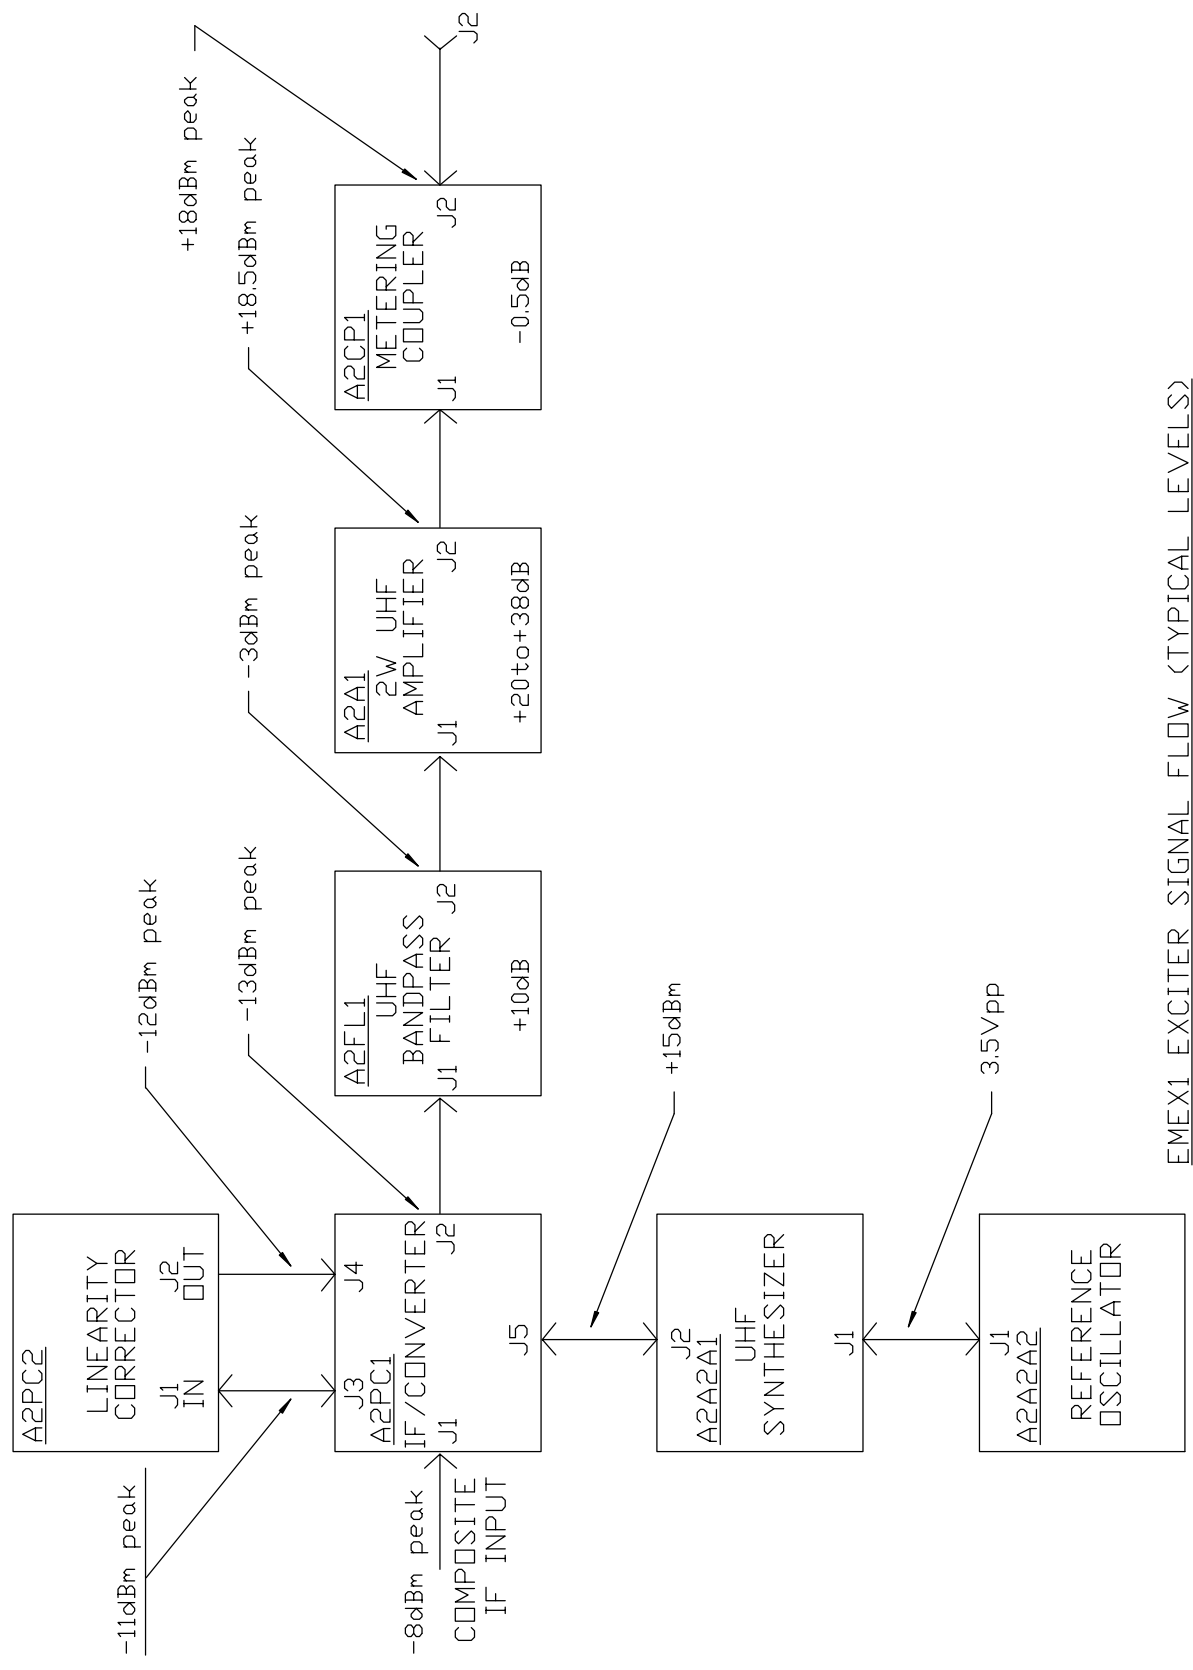 A2PC2
LINEARITY
CORRECTOR
J1
IN
J2
OUT
-11dBm peak
-12dBm peak
-8dBm peak
COMPOSITE
IF INPUT
J3
J4
A2PC1
IF/CONVERTER
J1
J2
J5
-13dBm peak
A2FL1
UHF
BANDPASS
FILTER
J1
J2
+10dB
-3dBm peak
A2A1
2W UHF
AMPLIFIER
J1
J2
+20to+38dB
+18.5dBm peak
A2CP1
METERING
COUPLER
J1
J2
-0.5dB
+18dBm peak
J2
+15dBm
J2
A2A2A1
UHF
SYNTHESIZER
J1
3.5Vpp
J1
A2A2A2
REFERENCE
OSCILLATOR
EMEX1 EXCITER SIGNAL FLOW (TYPICAL LEVELS)